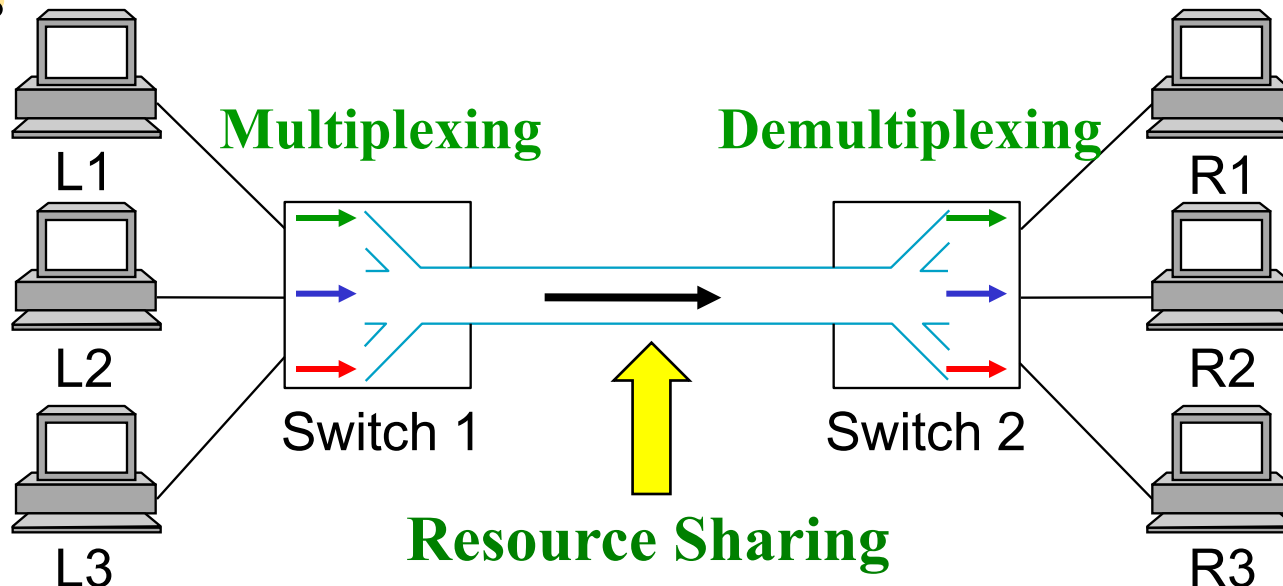 Multiplexing
Demultiplexing
L1
R1
L2
R2
Switch 1
Switch 2
Resource Sharing
L3
R3